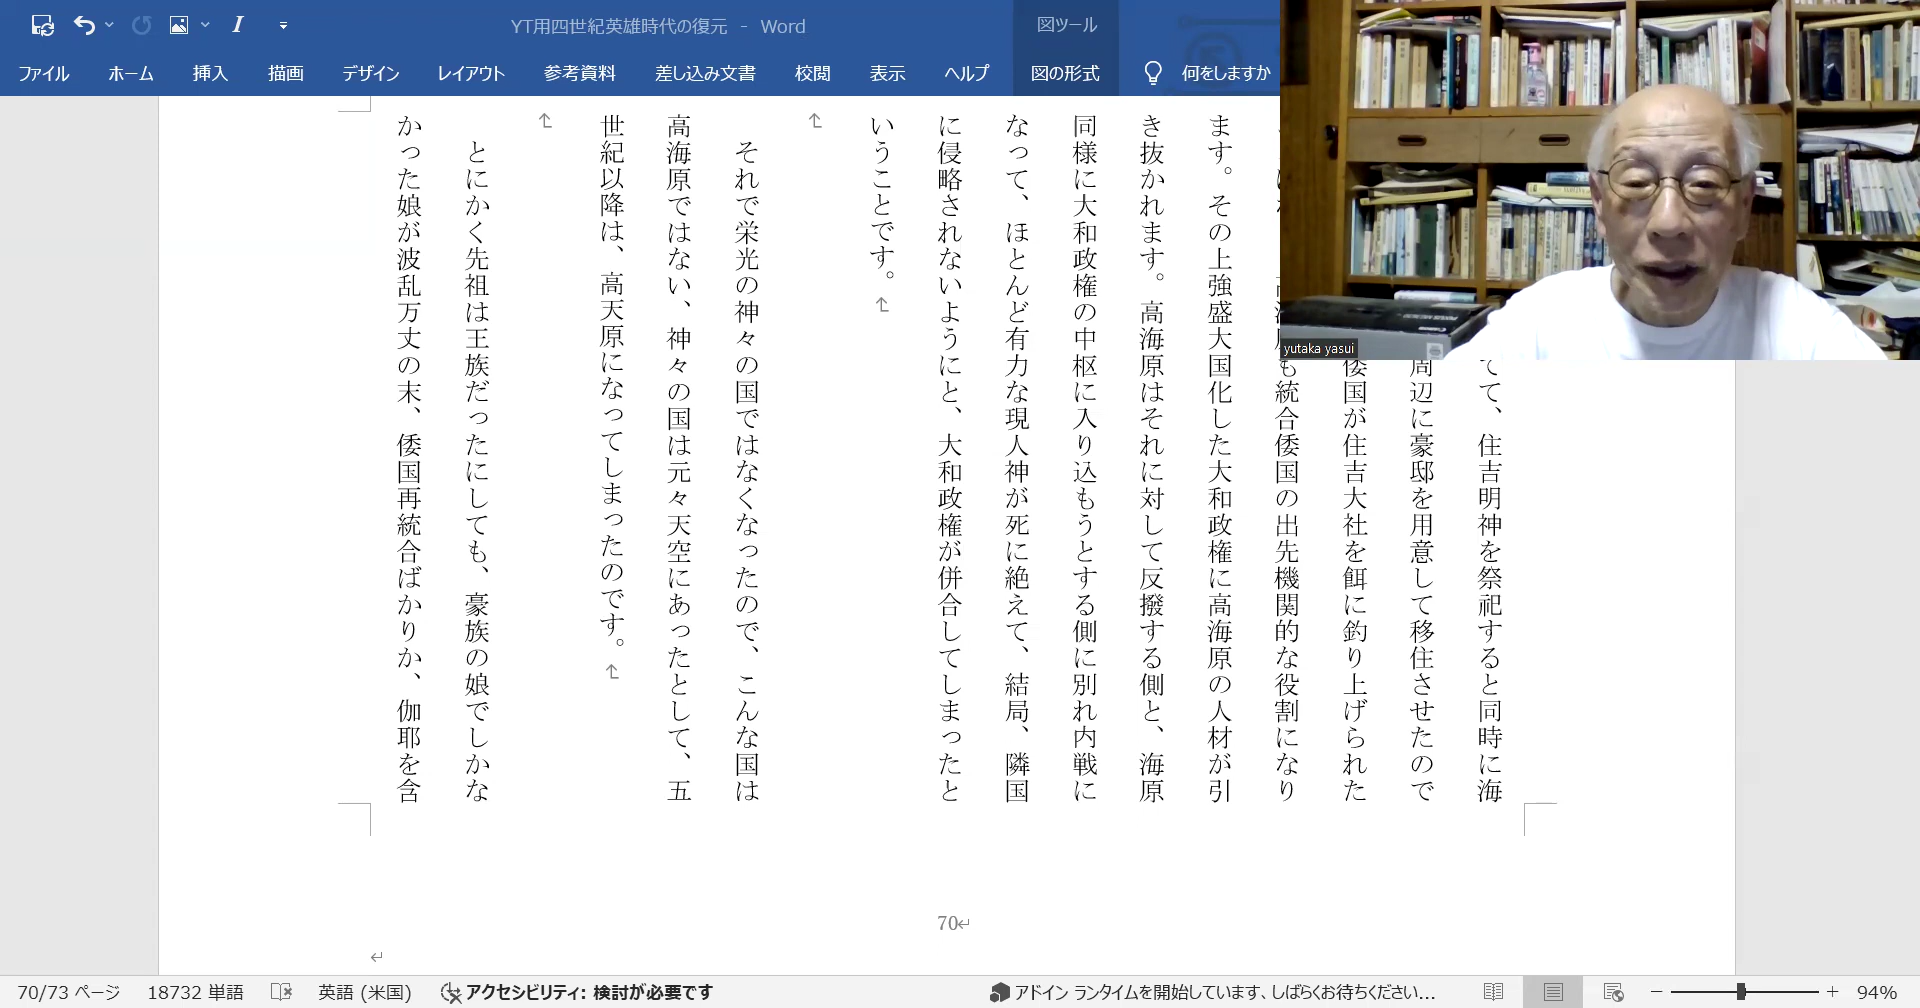 YT用四世紀英雄時代の復元 - Word
図ツール
ファイル
ホーム
挿入
描画
デザイン
レイアウト
参考資料
差し込み文書
校閲
表示
ヘルプ
図の形式
何をしますか
yutaka yasui
てて、住吉明神を祭祀すると同時に海
周辺に豪邸を用意して移住させたので
倭国が住吉大社を餌に釣り上げられた
も統合倭国の出先機関的な役割になり
ます。その上強盛大国化した大和政権に高海原の人材が引
き抜かれます。高海原はそれに対して反撥する側と、海原
同様に大和政権の中枢に入り込もうとする側に別れ内戦に
なって、ほとんど有力な現人神が死に絶えて、結局、隣国
に侵略されないようにと、大和政権が併合してしまったと
いうことです。
それで栄光の神々の国ではなくなったので、こんな国は
高海原ではない、神々の国は元々天空にあったとして、五
世紀以降は、高天原になってしまったのです。
とにかく先祖は王族だったにしても、豪族の娘でしかな
かった娘が波乱万丈の末、倭国再統合ばかりか、伽耶を含
70
70/73 ページ
18732 単語
英語 (米国)
アクセシビリティ: 検討が必要です
アドイン ランタイムを開始しています、しばらくお待ちください...
94%